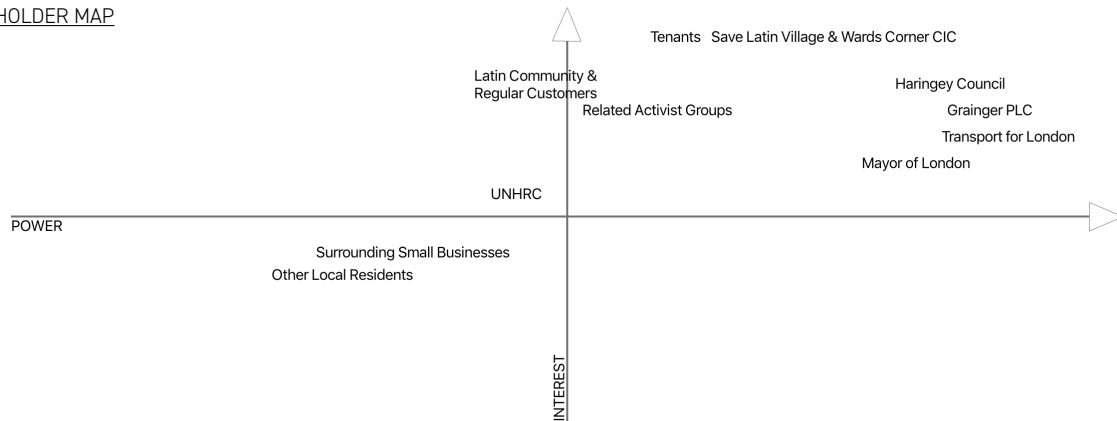 HOLDER MAP
Tenants Save Latin Village & Wards Corner CIC
Latin Community &
Regular Customers
Haringey Council
Related Activist Groups
Grainger PLC
Transport for London
Mayor of London
UNHRC
POWER
Surrounding Small Businesses
Other Local Residents
INTEREST